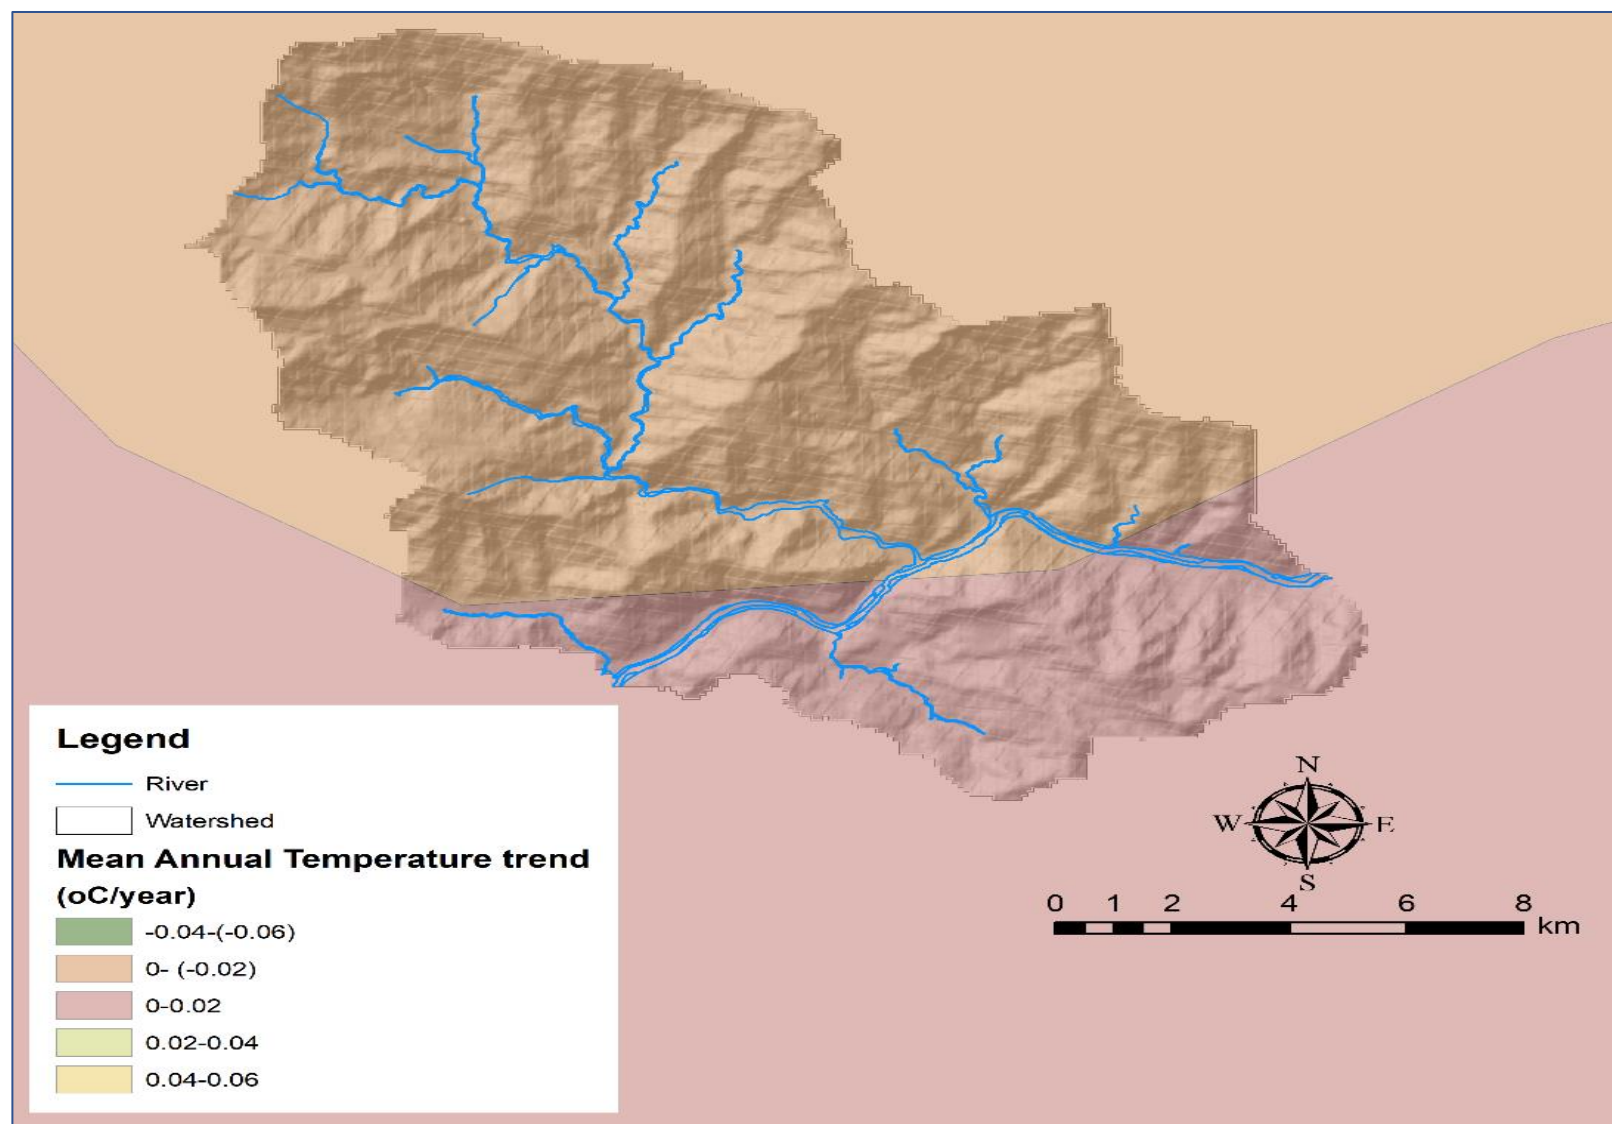 Legend
River
Watershed
Mean Annual Temperature trend
(oC/year)
-0.04-(-0.06)
0- (-0.02)
0-0.02
0.02-0.04
0.04-0.06
N
W E
S
0 1 2 4 6 8
km